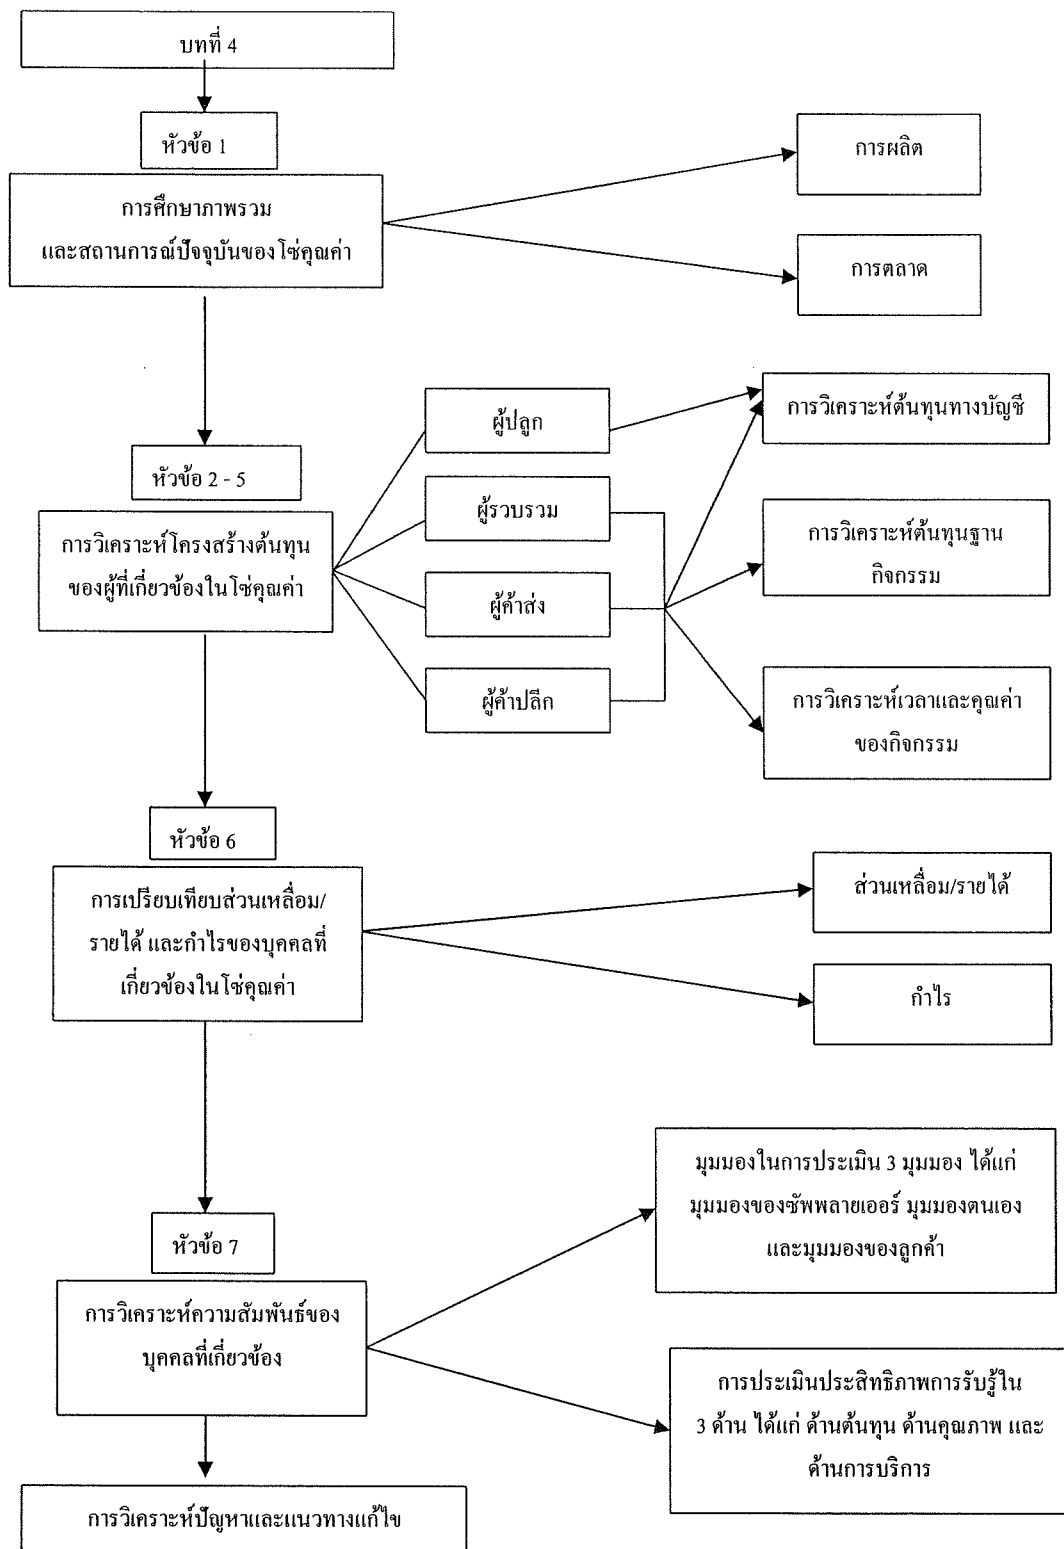 บทที่ 4
หัวข้อ 1
การศึกษาภาพรวม
และสถานการณ์ปัจจุบันของโซ่คุณค่า
การผลิต
การตลาด
หัวข้อ 2 - 5
การวิเคราะห์โครงสร้างต้นทุน
ของผู้ที่เกี่ยวข้องในโซ่คุณค่า
ผู้ปลูก
ผู้รวบรวม
ผู้ค้าส่ง
ผู้ค้าปลีก
การวิเคราะห์ต้นทุนทางบัญชี
การวิเคราะห์ต้นทุนฐาน
กิจกรรม
การวิเคราะห์เวลาและคุณค่า
ของกิจกรรม
หัวข้อ 6
การเปรียบเทียบส่วนเหลื่อม/
รายได้ และกำไรของบุคคลที่
เกี่ยวข้องในโซ่คุณค่า
ส่วนเหลื่อม/รายได้
กำไร
หัวข้อ 7
การวิเคราะห์ความสัมพันธ์ของ
บุคคลที่เกี่ยวข้อง
มุมมองในการประเมิน 3 มุมมอง ได้แก่
มุมมองของซัพพลายเออร์ มุมมองตนเอง
และมุมมองของลูกค้า
การประเมินประสิทธิภาพการรับรู้ใน
3 ด้าน ได้แก่ ด้านต้นทุน ด้านคุณภาพ และ
ด้านการบริการ
การวิเคราะห์ปัญหาและแนวทางแก้ไข